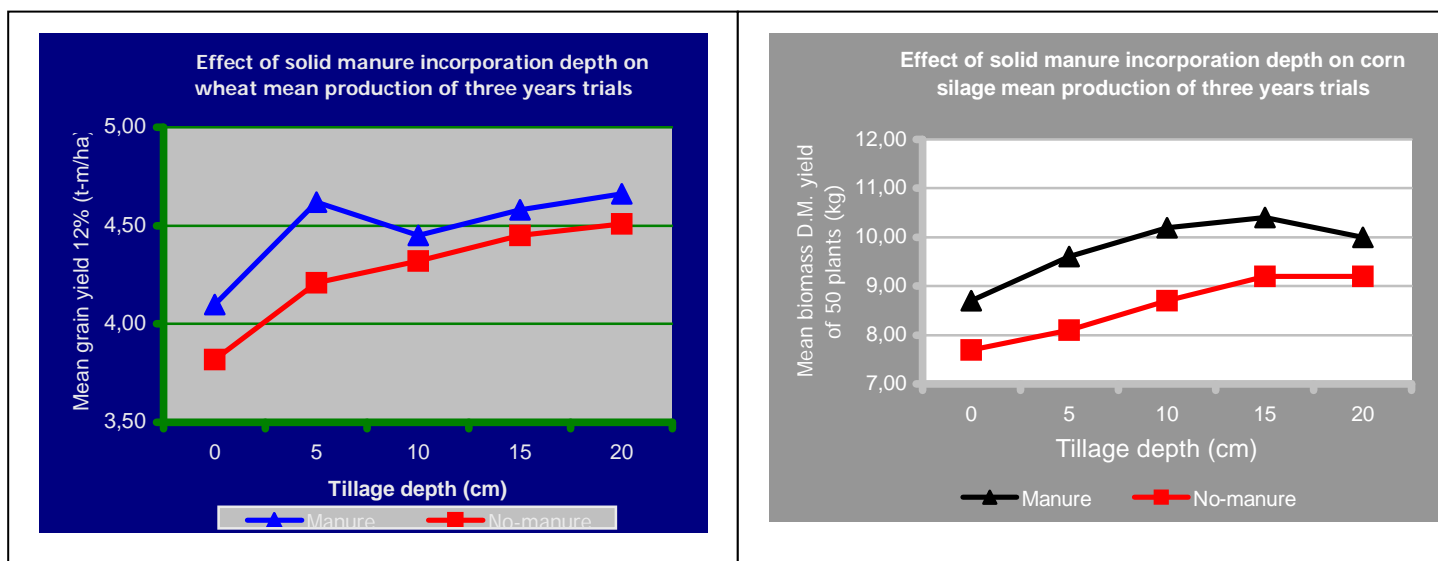 Effect of solid manure incorporation depth on
wheat mean production of three years trials
Mean grain yield 12% (t-m/ha)
5,00
4,50
4,00
3,50
0 5 10 15 20
Tillage depth (cm)
Manure No-manure
Effect of solid manure incorporation depth on corn
silage mean production of three years trials
Mean biomass D.M. yield
of 50 plants (kg)
12,00
11,00
10,00
9,00
8,00
7,00
0 5 10 15 20
Tillage depth (cm)
Manure No-manure